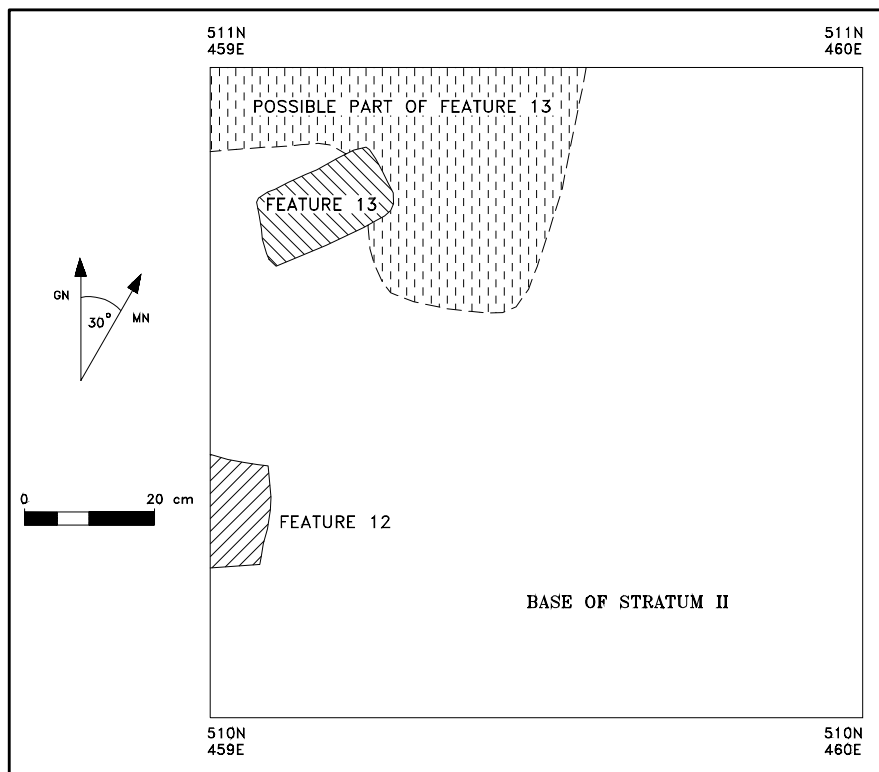 511N
459E
511N
460E
POSSIBLE PART OF FEATURE 13
FEATURE 13
GN
30°
MN
0 20 cm
FEATURE 12
BASE OF STRATUM II
510N
459E
510N
460E